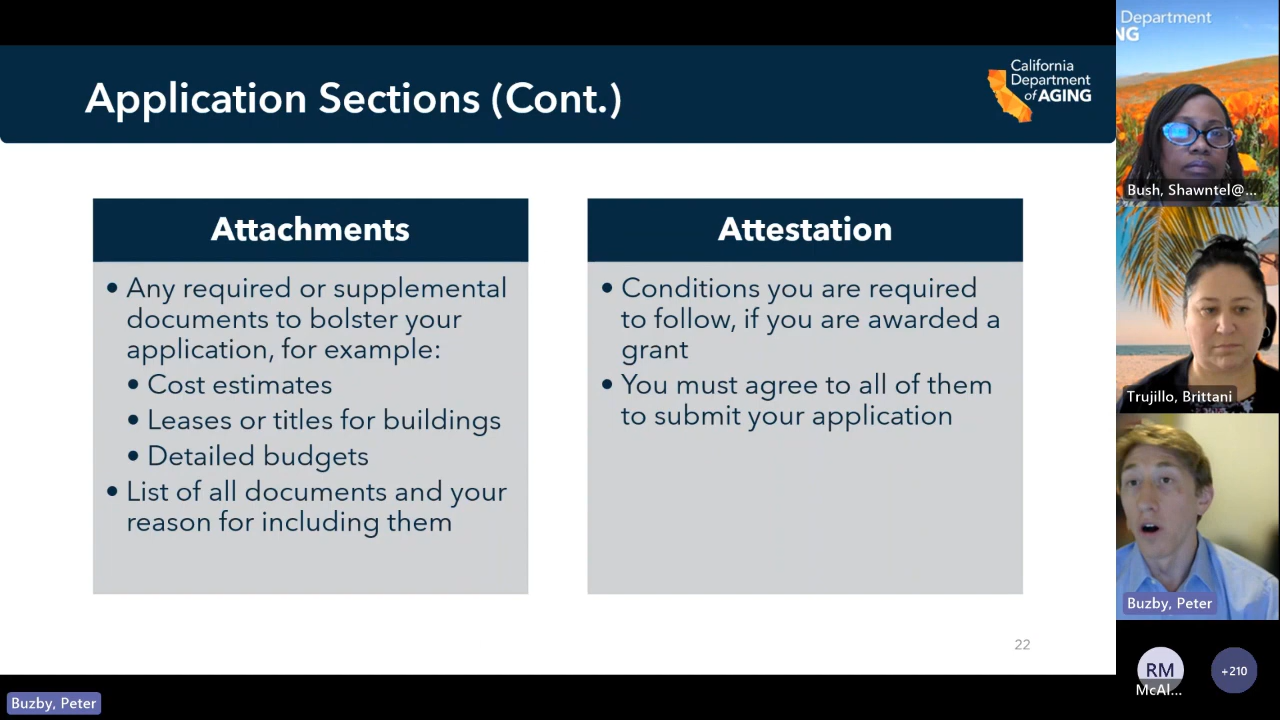 Application Sections (Cont.)
California
Department
of AGING
Attachments
• Any required or supplemental
documents to bolster your
application, for example:
• Cost estimates
• Leases or titles for buildings
• Detailed budgets
• List of all documents and your
reason for including them
Attestation
• Conditions you are required
to follow, if you are awarded a
grant
• You must agree to all of them
to submit your application
22
Buzby, Peter
Department
NG
Bush, Shawntel@...
Trujillo, Brittani
Buzby, Peter
RM
McAl...
+210